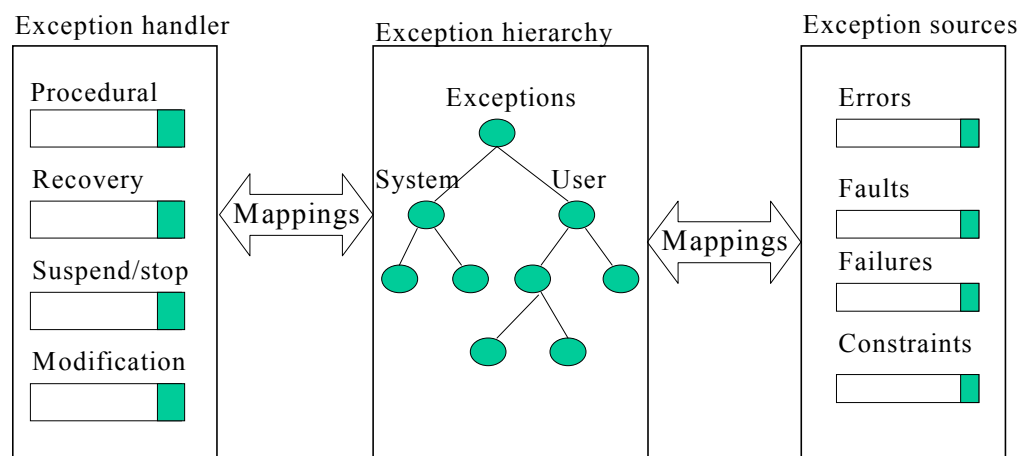 Exception handler
Procedural
Recovery
Suspend/stop
Modification
Mappings
Exception hierarchy
Exceptions
System
User
Mappings
Exception sources
Errors
Faults
Failures
Constraints